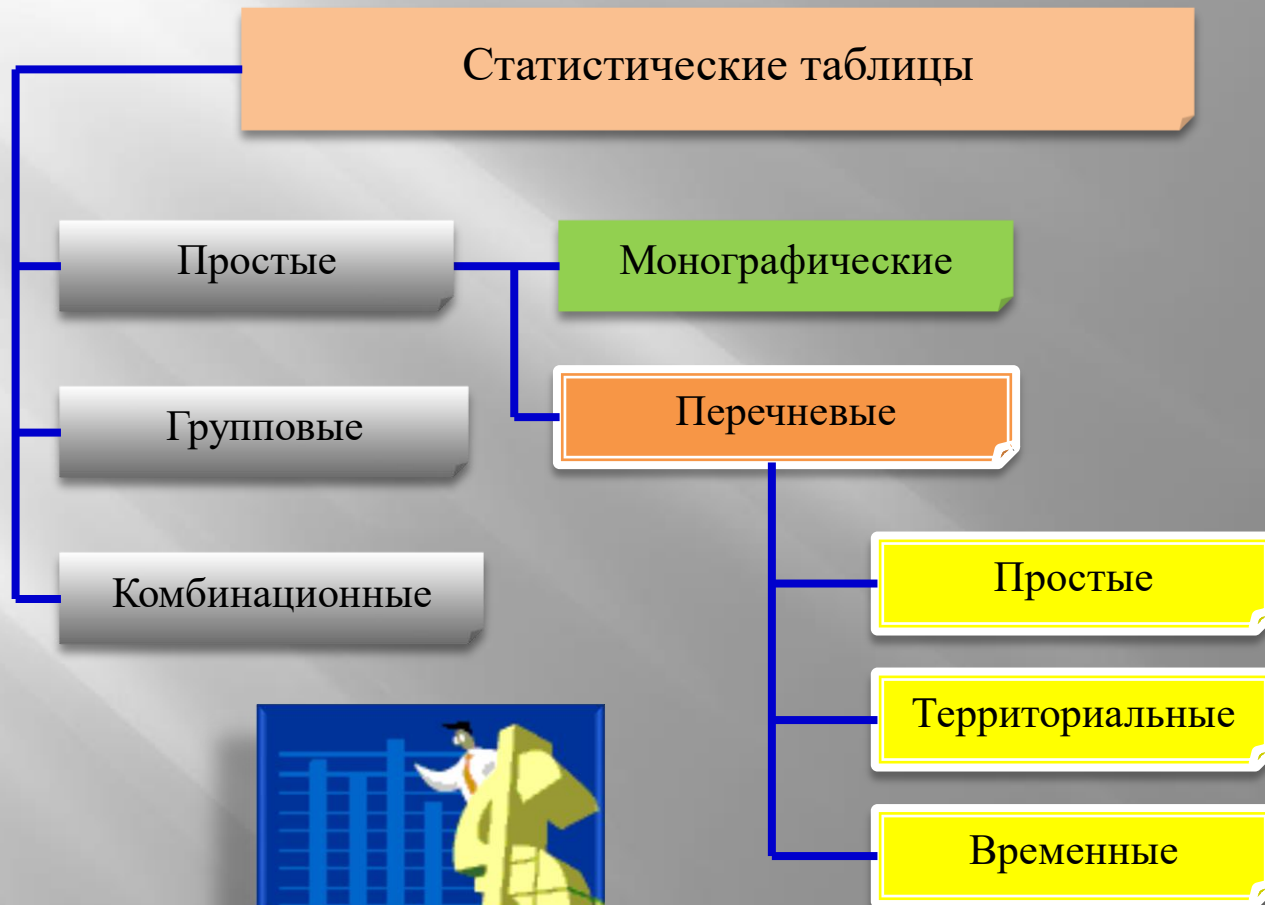 Статистические таблицы
Простые
Монографические
Групповые
Перечневые
Комбинационные
Простые
Территориальные
Временные